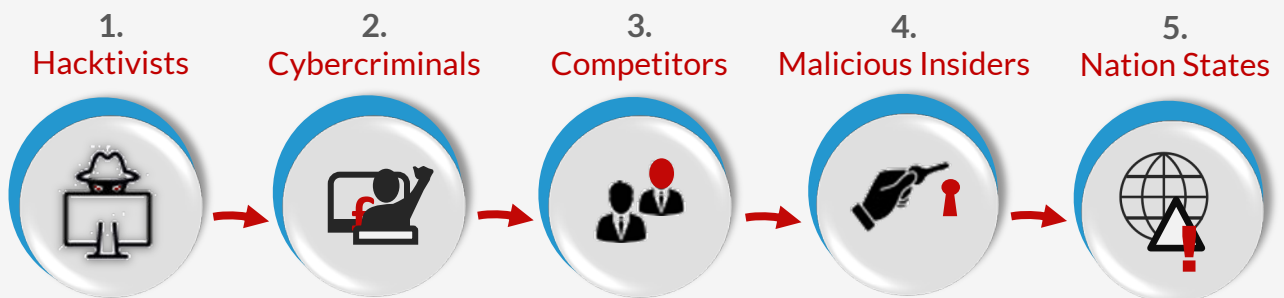 1.
Hacktivists
2.
Cybercriminals
3.
Competitors
4.
Malicious Insiders
5.
Nation States
£
!